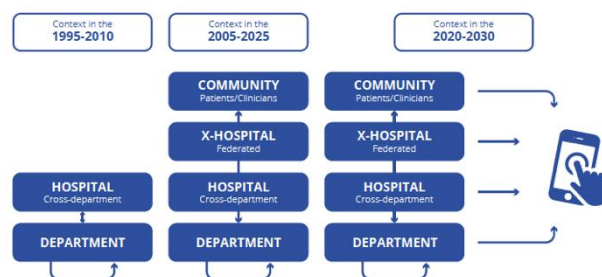 Context in the
1995-2010
Context in the
2005-2025
Context in the
2020-2030
COMMUNITY
Patients/Clinicians
COMMUNITY
Patients/Clinicians
X-HOSPITAL
Federated
X-HOSPITAL
Federated
HOSPITAL
Cross-department
HOSPITAL
Cross-department
HOSPITAL
Cross-department
DEPARTMENT
DEPARTMENT
DEPARTMENT